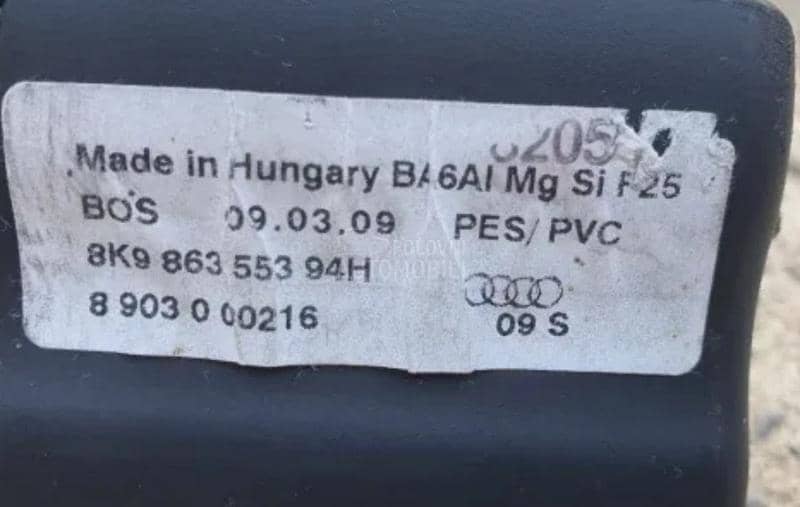 Made in Hungary BA6Al Mg Si F25
BOS 09.03.09 PES/PVC
8K9 863 553 94H
8 903 0 00216
09 S